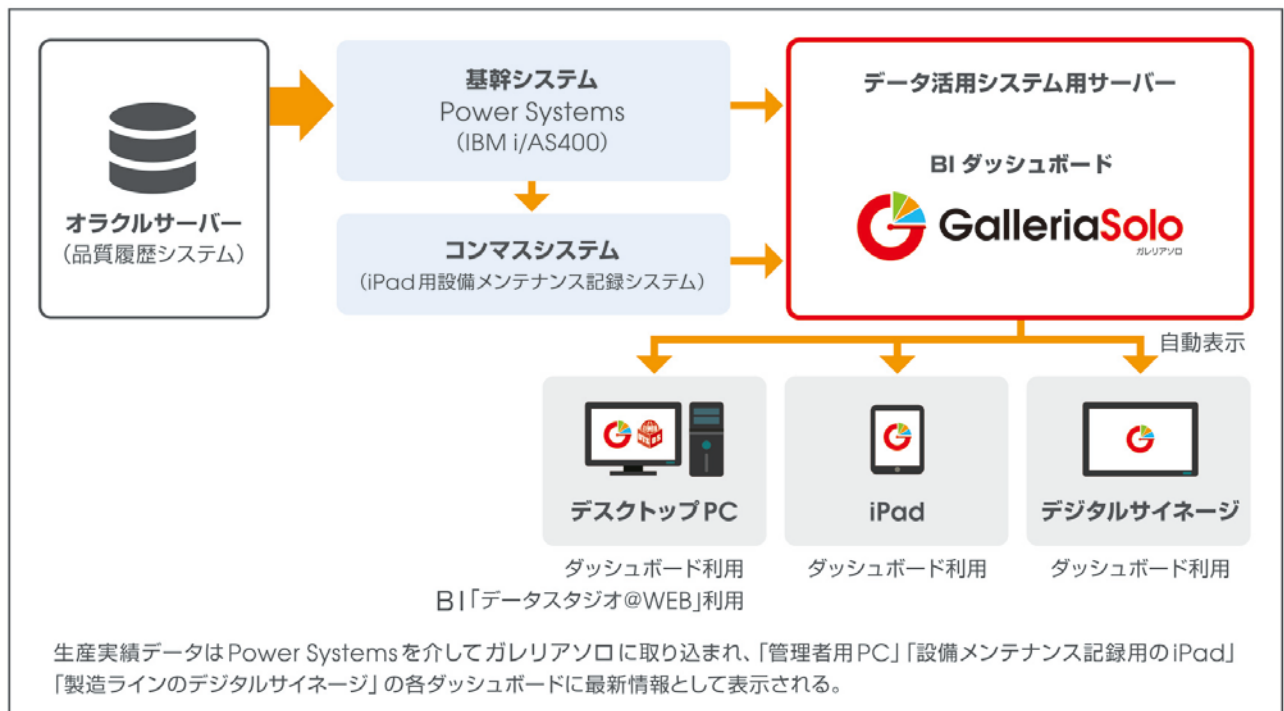 オラクルサーバー
(品質履歴システム)
基幹システム
Power Systems
(IBM i/AS400)
コンマスシステム
(iPad用設備メンテナンス記録システム)
データ活用システム用サーバー
BI ダッシュボード
GalleriaSolo
ガレリアソロ
自動表示
デスクトップPC
iPad
デジタルサイネージ
ダッシュボード利用
BI「データスタジオ@WEB」利用
ダッシュボード利用
ダッシュボード利用
生産実績データはPower Systemsを介してガレリアソロに取り込まれ、「管理者用PC」「設備メンテナンス記録用のiPad」
「製造ラインのデジタルサイネージ」の各ダッシュボードに最新情報として表示される。